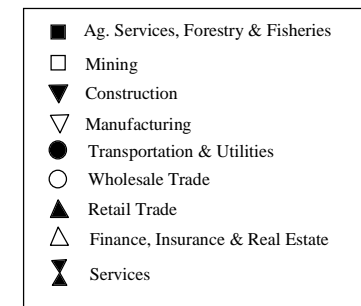 Ag. Services, Forestry & Fisheries
Mining
Construction
Manufacturing
Transportation & Utilities
Wholesale Trade
Retail Trade
Finance, Insurance & Real Estate
Services